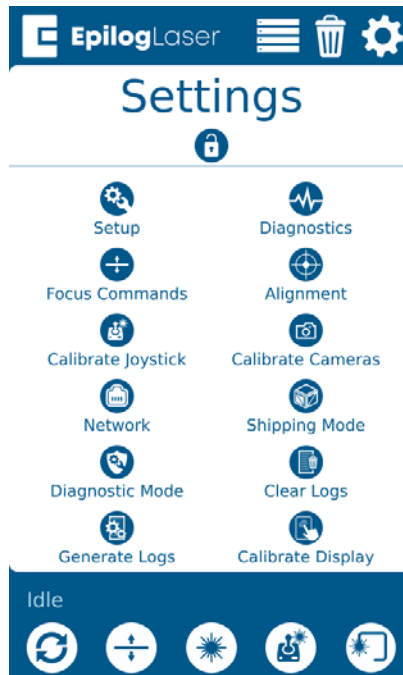 EpilogLaser
Settings
Setup
Diagnostics
Focus Commands
Alignment
Calibrate Joystick
Calibrate Cameras
Network
Shipping Mode
Diagnostic Mode
Clear Logs
Generate Logs
Calibrate Display
Idle